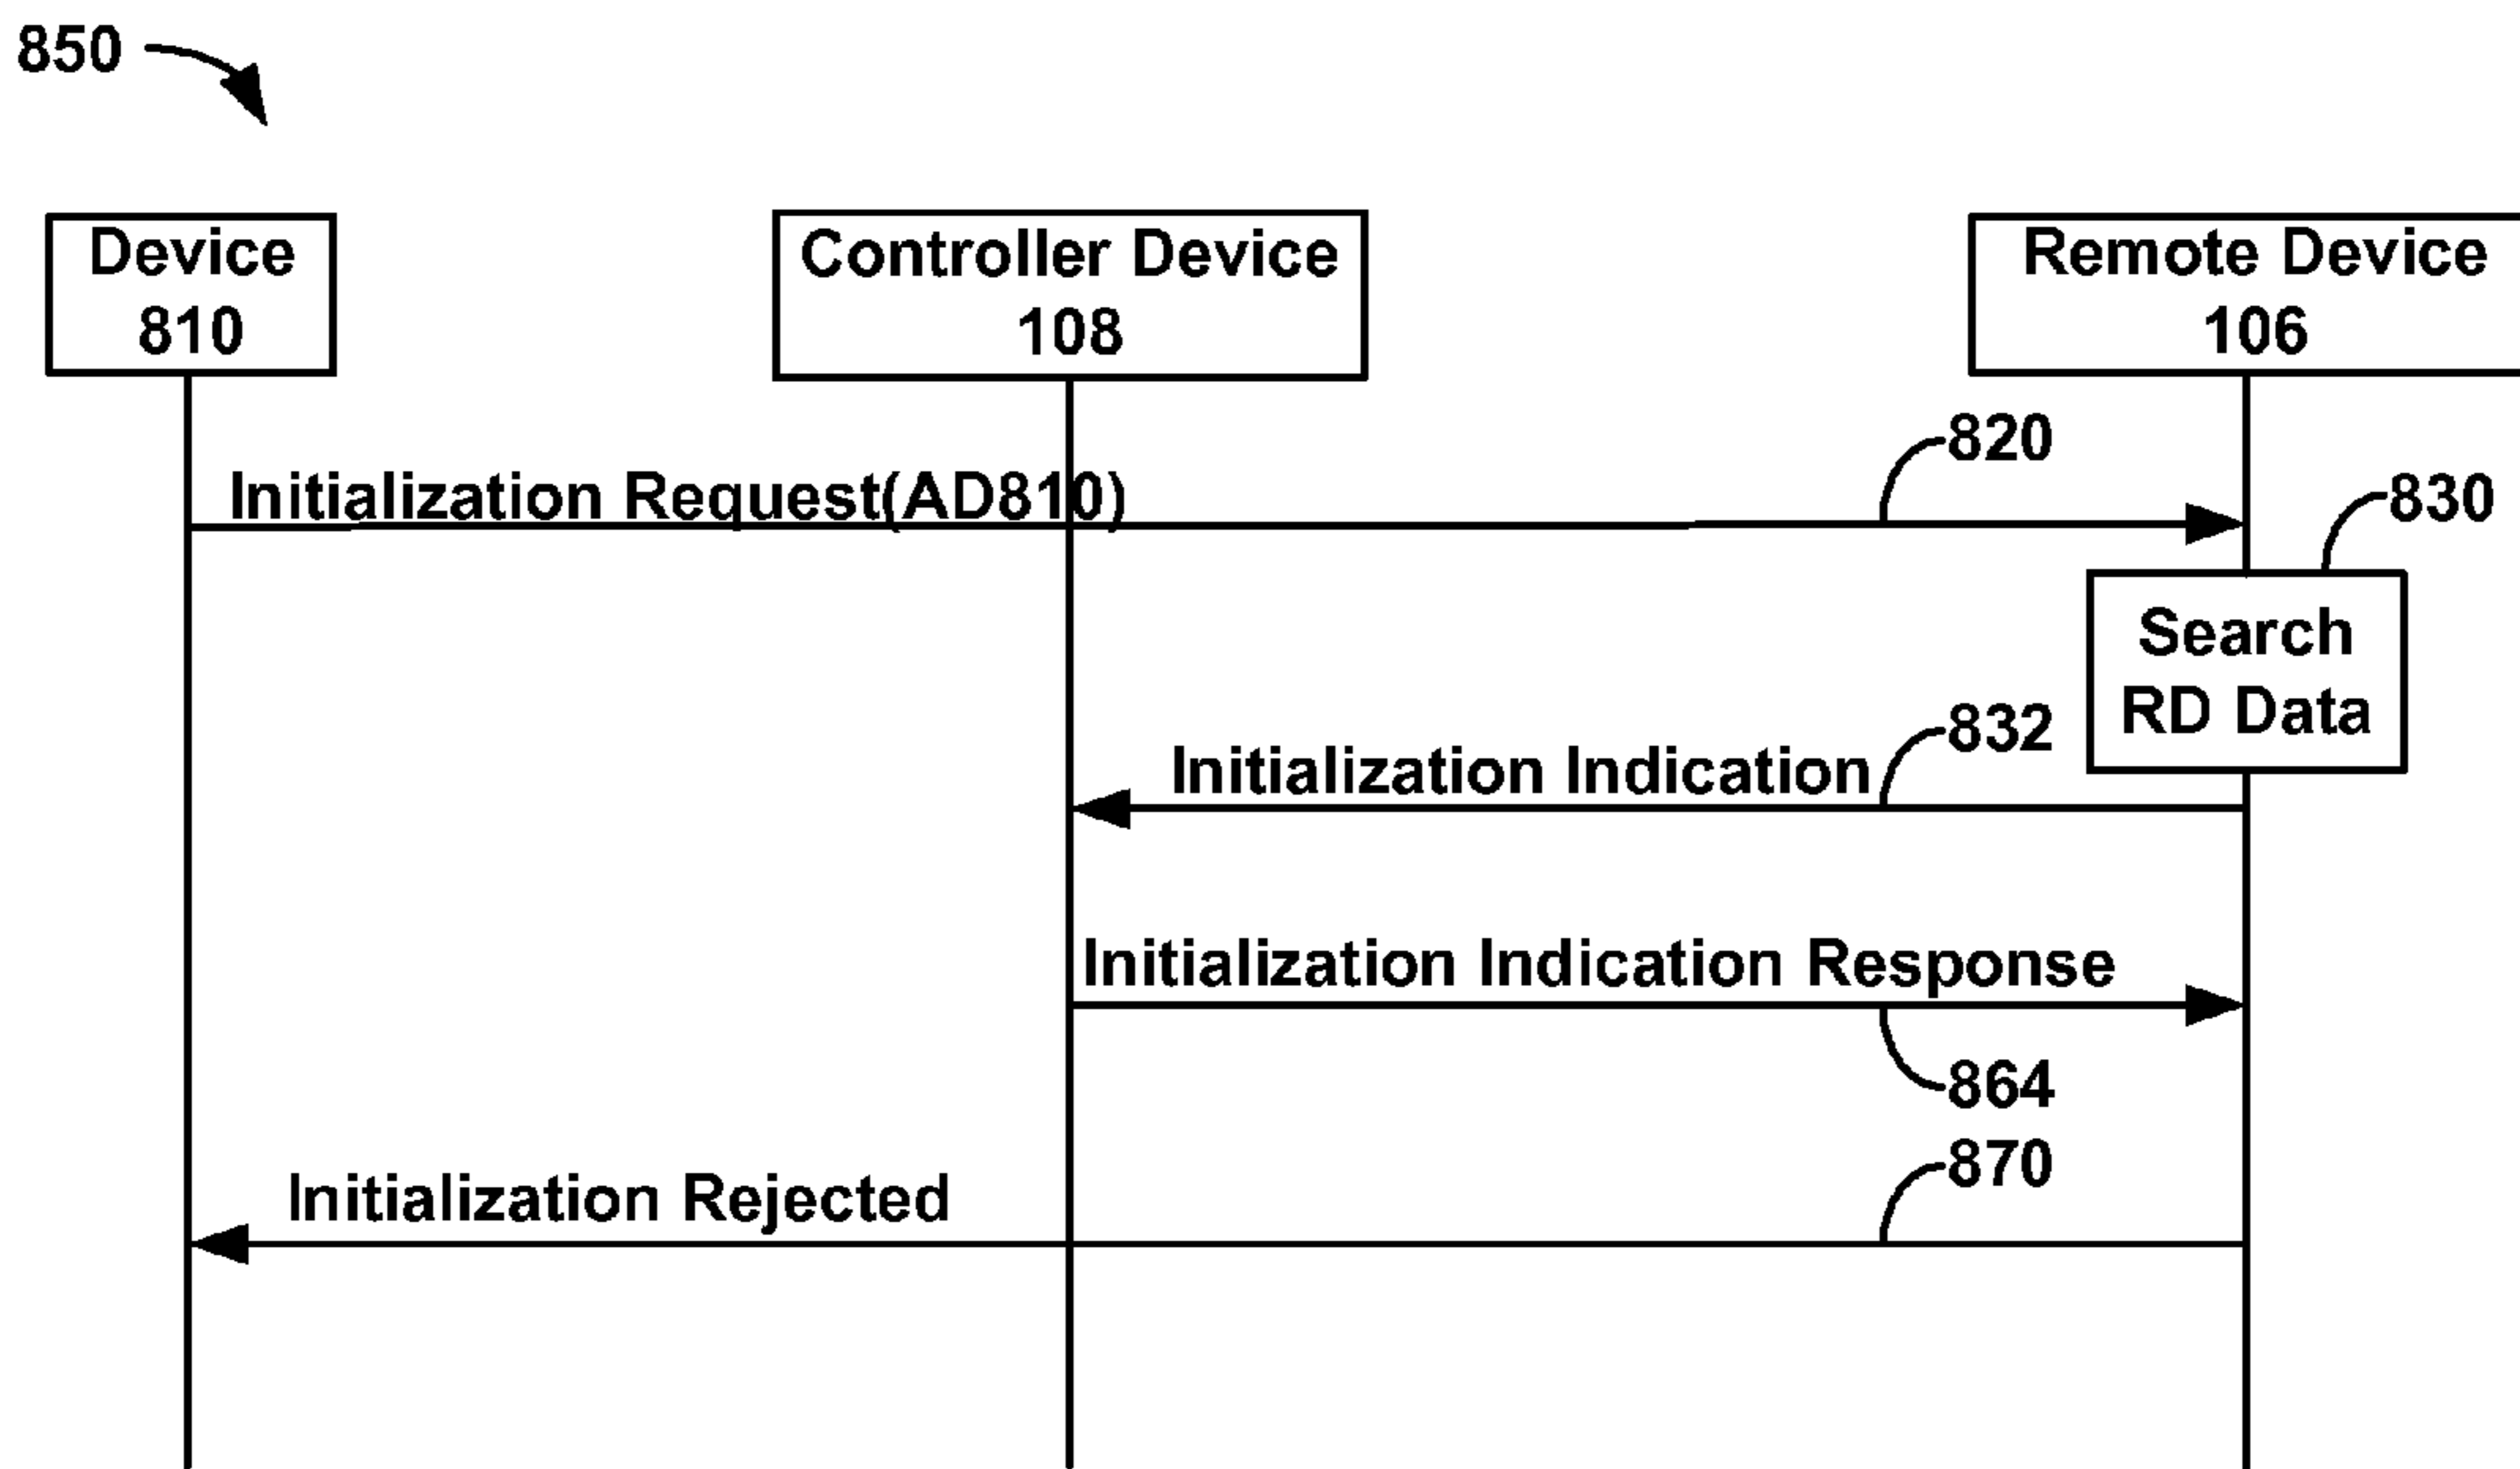 850
Device
810
Controller Device
108
Remote Device
106
820
Initialization Request(AD810)
830
Search
RD Data
832
Initialization Indication
Initialization Indication Response
864
870
Initialization Rejected